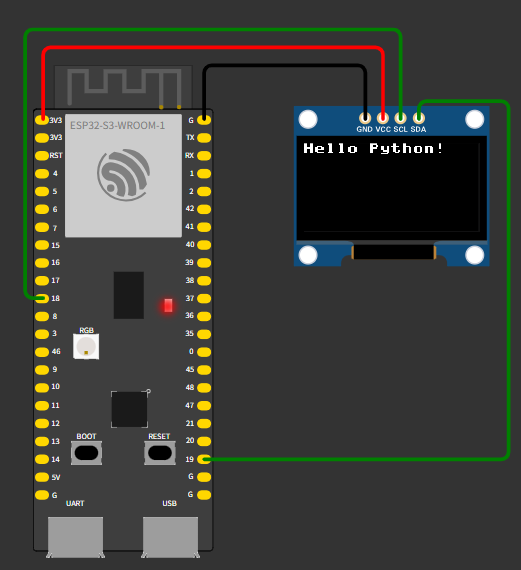 ESP32-S3-WROOM-1
3V3
3V3
RST
4
5
6
7
15
16
17
18
8
3
46
9
10
11
12
13
14
5V
G
G
TX
RX
1
2
42
41
40
39
38
37
36
35
0
45
48
47
21
20
19
G
G
RGB
BOOT RESET
UART USB
GND VCC SCL SDA
Hello Python!